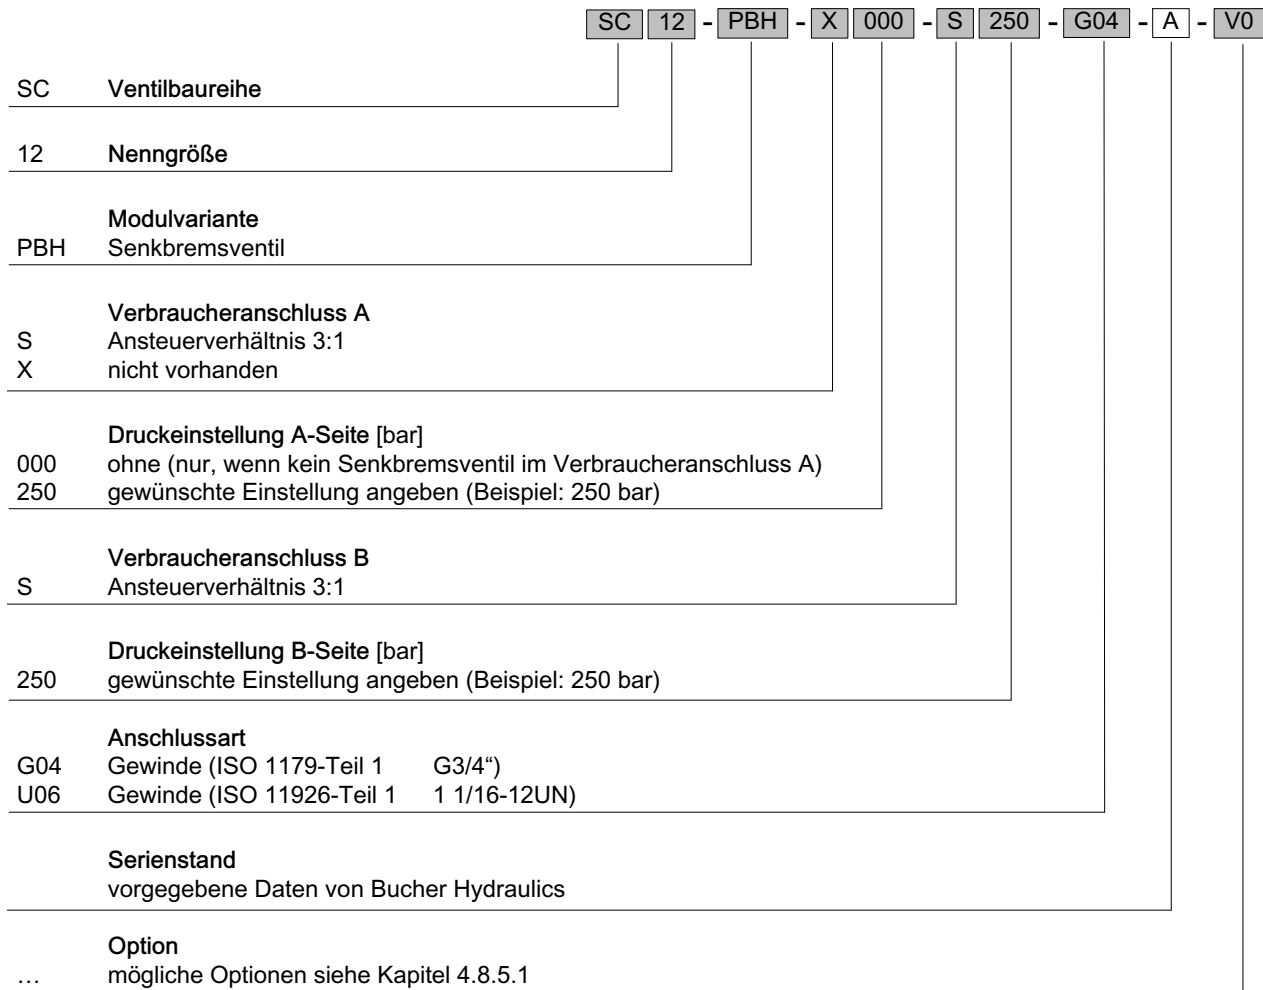 SC 12 - PBH - X 000 - S 250 - G04 - A - V0
SC Ventilbaureihe
12 Nenngröße
Modulvariante
PBH Senkbremsventil
Verbraucheranschluss A
S Ansteuerverhältnis 3:1
X nicht vorhanden
Druckeinstellung A-Seite [bar]
000 ohne (nur, wenn kein Senkbremsventil im Verbraucheranschluss A)
250 gewünschte Einstellung angeben (Beispiel: 250 bar)
Verbraucheranschluss B
S Ansteuerverhältnis 3:1
Druckeinstellung B-Seite [bar]
250 gewünschte Einstellung angeben (Beispiel: 250 bar)
Anschlussart
G04 Gewinde (ISO 1179-Teil 1 G3/4“)
U06 Gewinde (ISO 11926-Teil 1 1 1/16-12UN)
Serienstand
vorgegebene Daten von Bucher Hydraulics
Option
… mögliche Optionen siehe Kapitel 4.8.5.1